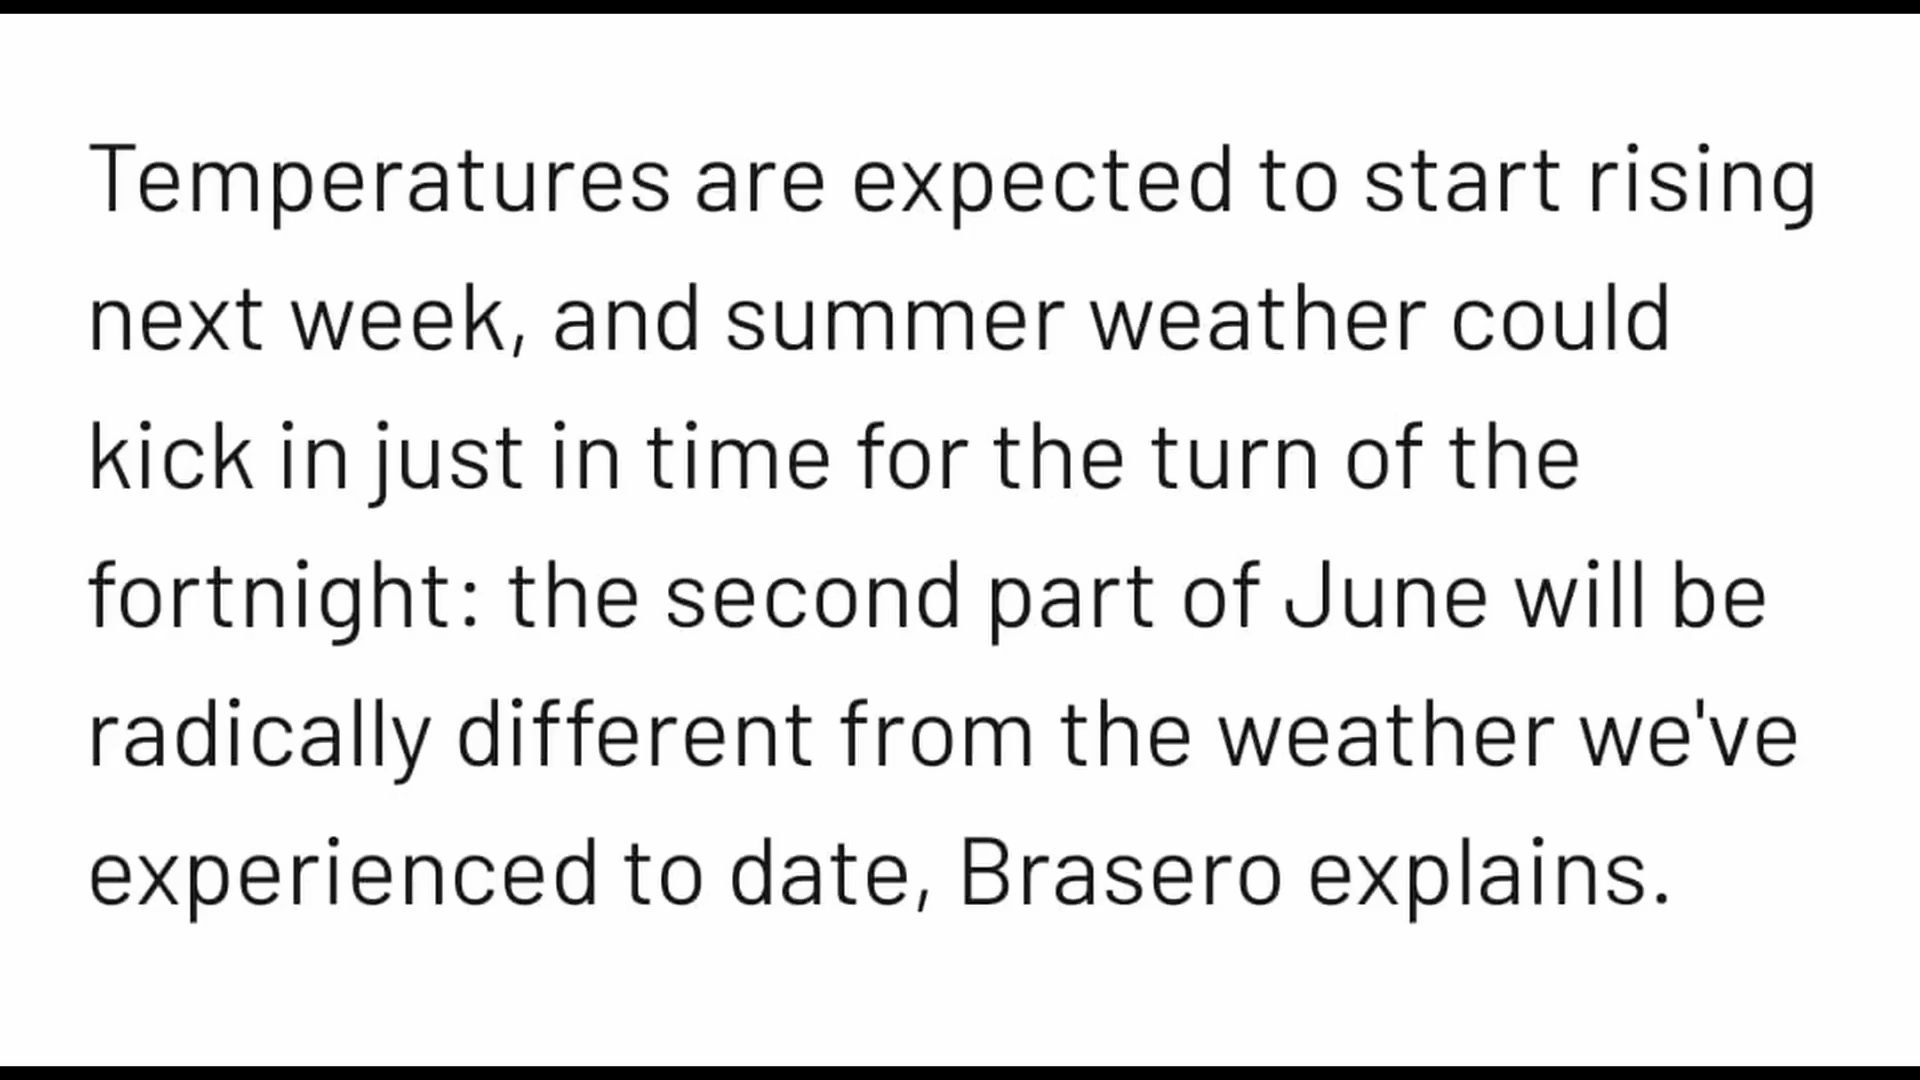 Temperatures are expected to start rising
next week, and summer weather could
kick in just in time for the turn of the
fortnight: the second part of June will be
radically different from the weather we've
experienced to date, Brasero explains.